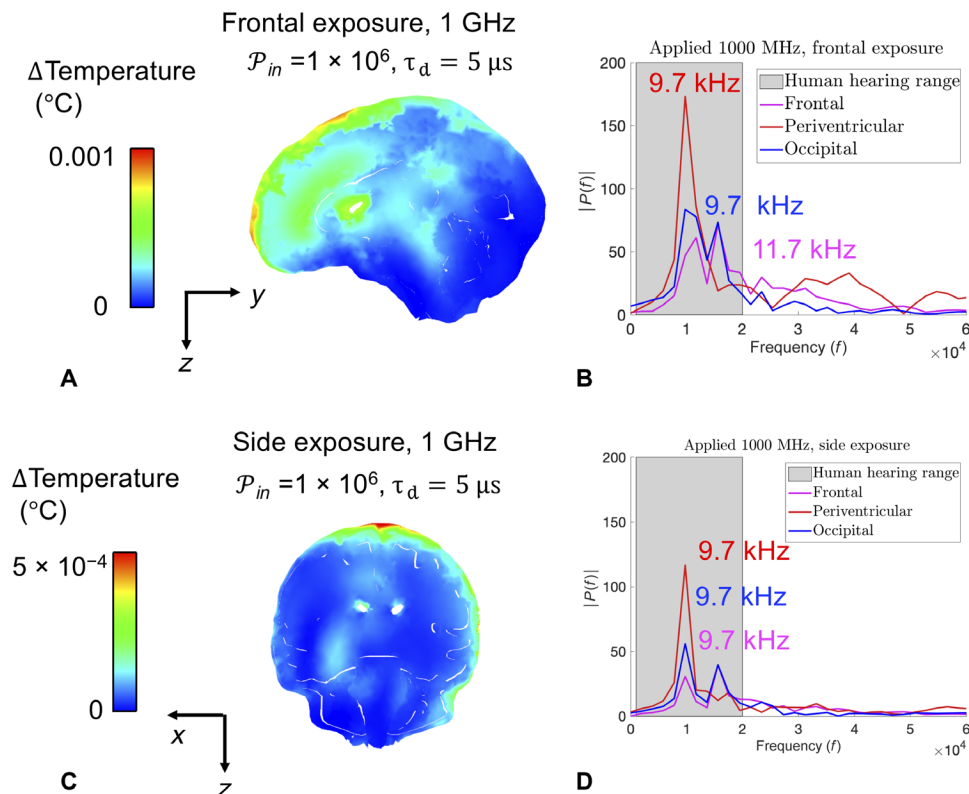 A
Frontal exposure, 1 GHz
𝒫in =1 × 10⁶, τd = 5 μs
ΔTemperature
(°C)
0.001
0
y
z
B
Applied 1000 MHz, frontal exposure
Human hearing range
Frontal
Periventricular
Occipital
9.7 kHz
9.7 kHz
11.7 kHz
|P(f)|
200
150
100
50
0
0 1 2 3 4 5 6
Frequency (f)
×10⁴
Side exposure, 1 GHz
𝒫in =1 × 10⁶, τd = 5 μs
ΔTemperature
(°C)
5 × 10⁻⁴
0
x
z
C
Applied 1000 MHz, side exposure
Human hearing range
Frontal
Periventricular
Occipital
9.7 kHz
9.7 kHz
9.7 kHz
|P(f)|
200
150
100
50
0
0 1 2 3 4 5 6
Frequency (f)
×10⁴
D